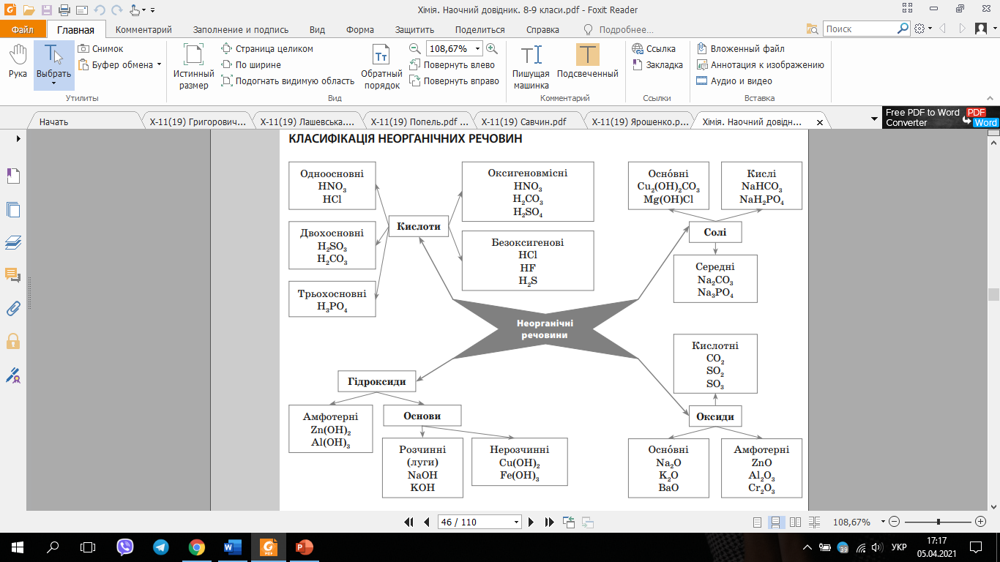 Хімія. Наочний довідник. 8-9 класи.pdf - Foxit Reader
Файл
Главная
Комментарий
Заполнение и подпись
Вид
Форма
Защитить
Поделиться
Справка
Подробнее...
Поиск
Рука
Выбрать
Снимок
Буфер обмена
Утилиты
Истинный
размер
Страница целиком
По ширине
Подогнать видимую область
Обратный
порядок
108,67%
Повернуть влево
Повернуть вправо
Вид
Пишущая
машинка
Подсвеченный
Комментарий
Ссылка
Закладка
Ссылки
Вложенный файл
Аннотация к изображению
Аудио и видео
Вставка
Начать
Х-11(19) Григорович...
Х-11(19) Лашевська....
Х-11(19) Попель.pdf ...
Х-11(19) Савчин.pdf
Х-11(19) Ярошенко.р...
Хімія. Наочний довідн...
Free PDF to Word
Converter
PDF
Word
КЛАСИФІКАЦІЯ НЕОРГАНІЧНИХ РЕЧОВИН
Одноосновні
HNO₃
HCl
Двохосновні
H₂SO₃
H₂CO₃
Трьохосновні
H₃PO₄
Кислоти
Оксигеновмісні
HNO₃
H₂CO₃
H₂SO₄
Безоксигенові
HCl
HF
H₂S
Осно́вні
Cu₂(OH)₂CO₃
Mg(OH)Cl
Кислі
NaHCO₃
NaH₂PO₄
Солі
Середні
Na₂CO₃
Na₃PO₄
Неорганічні
речовини
Кислотні
CO₂
SO₂
SO₃
Оксиди
Осно́вні
Na₂O
K₂O
BaO
Амфотерні
ZnO
Al₂O₃
Cr₂O₃
Гідроксиди
Амфотерні
Zn(OH)₂
Al(OH)₃
Основи
Розчинні
(луги)
NaOH
KOH
Нерозчинні
Cu(OH)₂
Fe(OH)₃
46 / 110
108,67%
39
УКР
17:17
05.04.2021